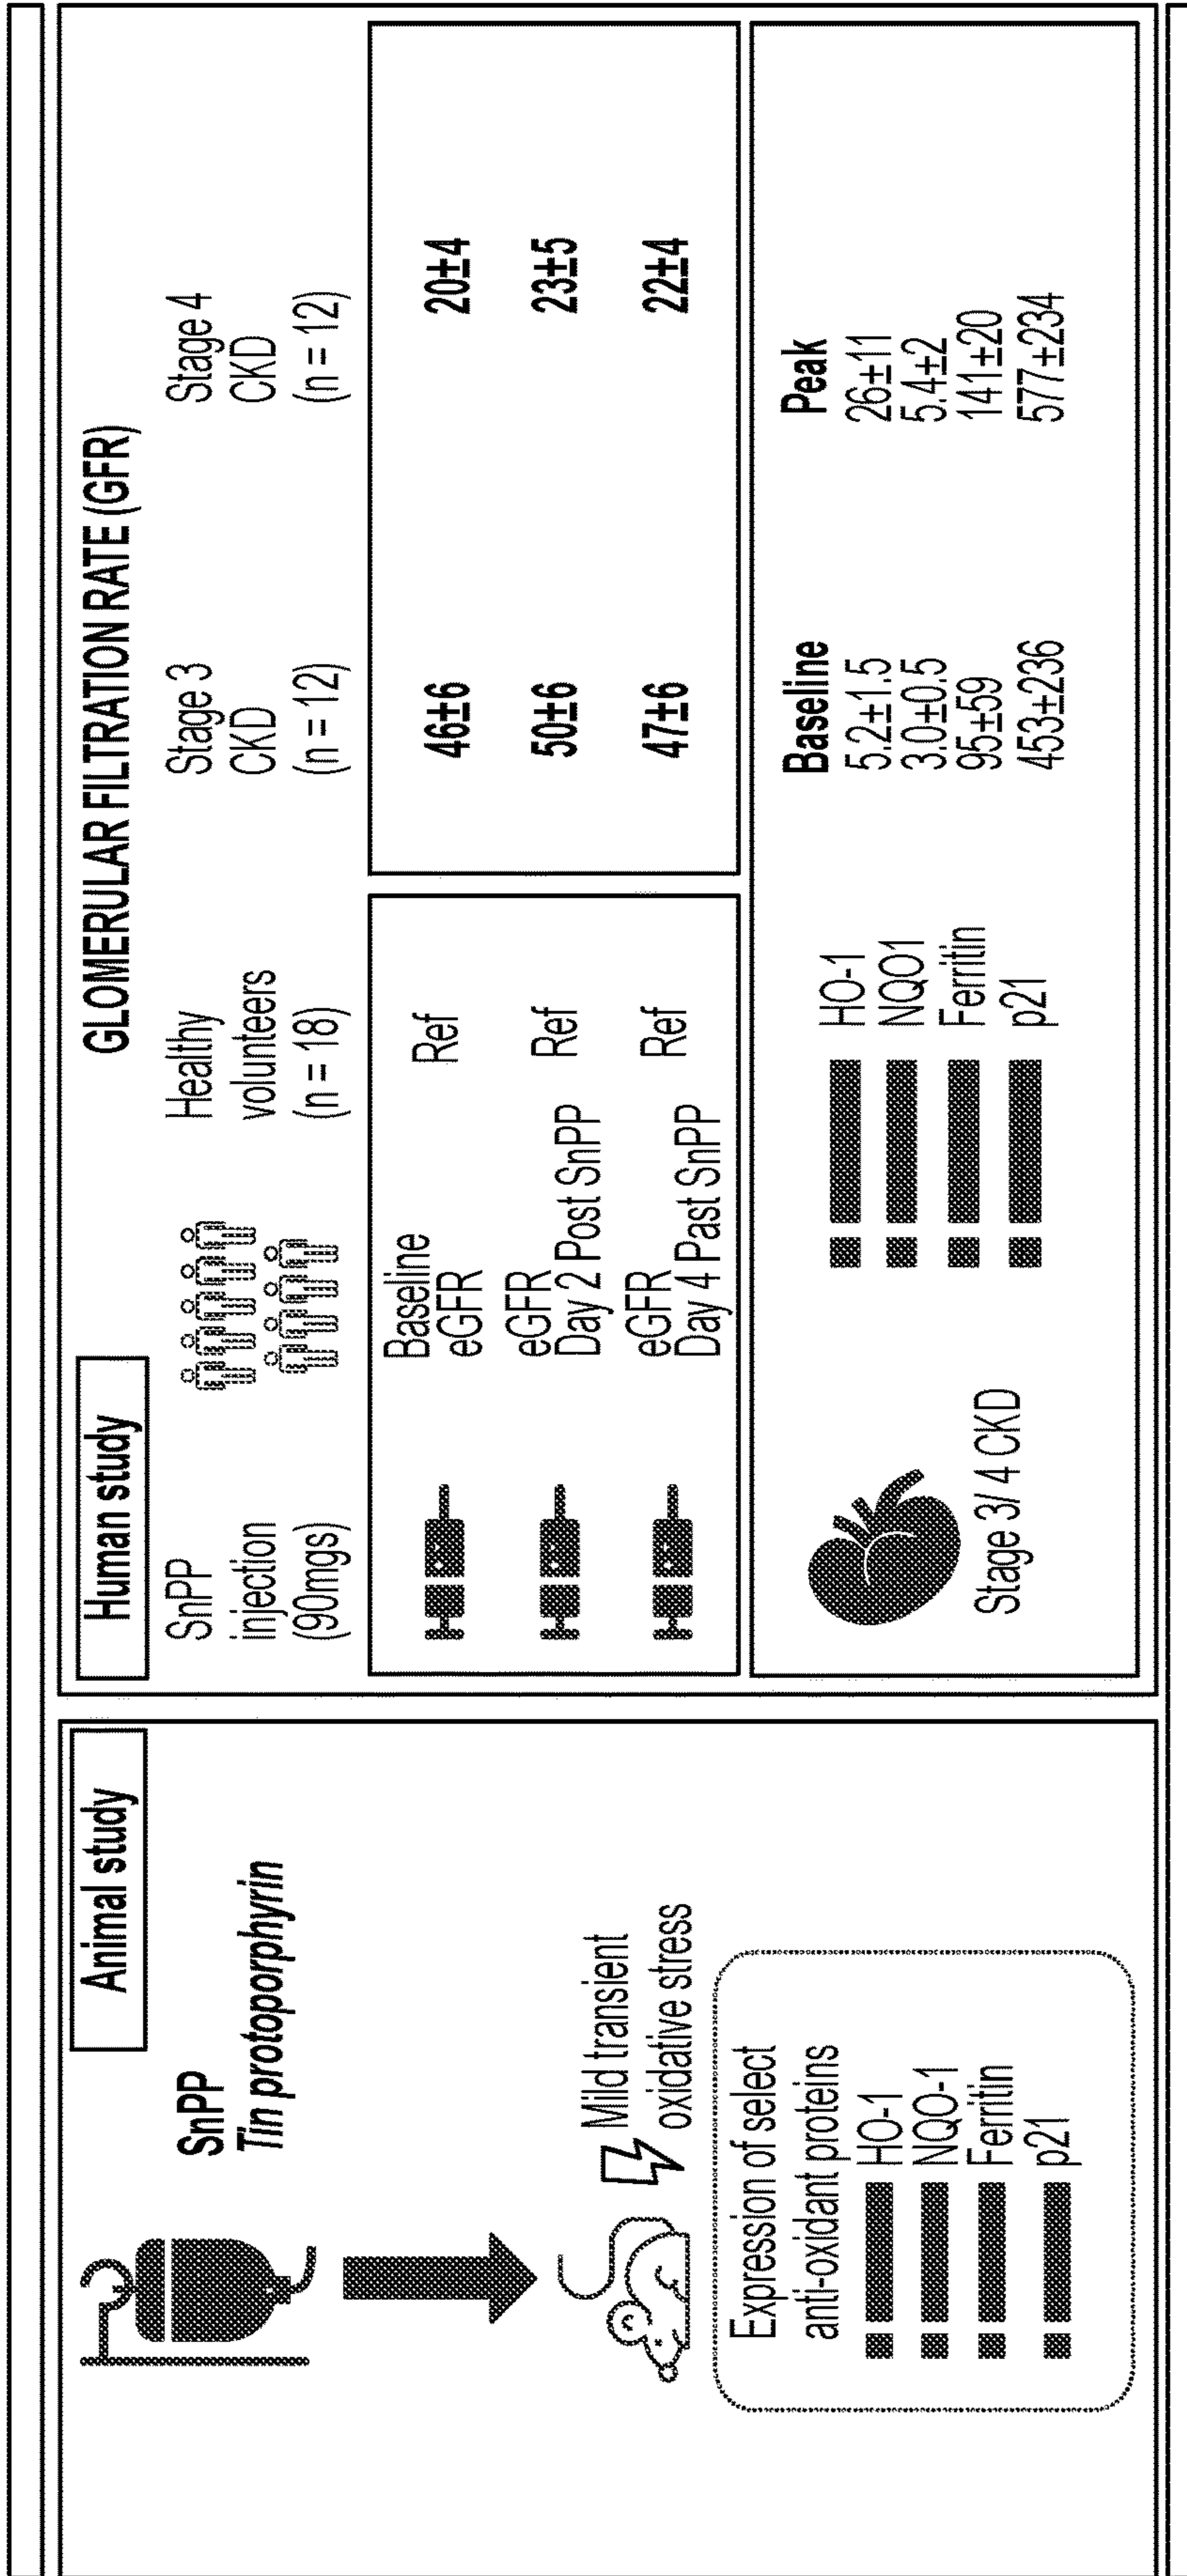 Animal study
SnPP
Tin protoporphyrin
Mild transient
oxidative stress
Expression of select
anti-oxidant proteins
HO-1
NQO-1
Ferritin
p21
Human study
GLOMERULAR FILTRATION RATE (GFR)
SnPP
injection
(90mgs)
Healthy
volunteers
(n = 18)
Stage 3
CKD
(n = 12)
Stage 4
CKD
(n = 12)
Baseline
eGFR
Ref
46±6
20±4
eGFR
Day 2 Post SnPP
Ref
50±6
23±5
eGFR
Day 4 Past SnPP
Ref
47±6
22±4
Stage 3/ 4 CKD
Baseline Peak
HO-1 5.2±1.5 26±11
NQO1 3.0±0.5 5.4±2
Ferritin 95±59 141±20
p21 453±236 577±234